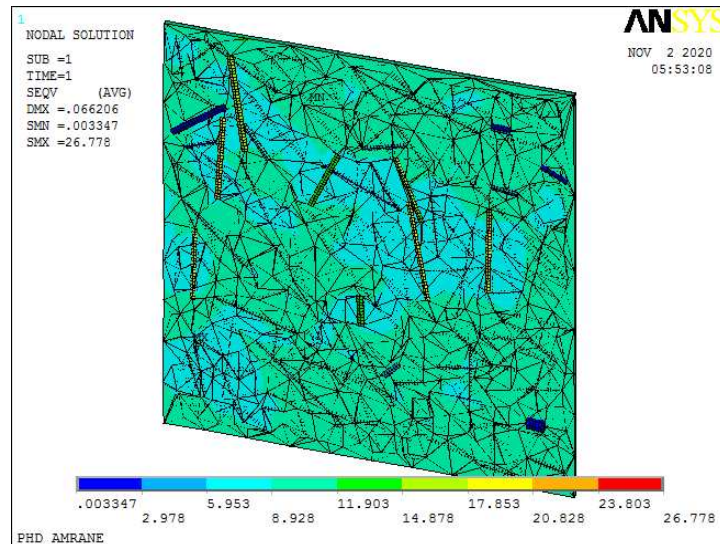 1
NODAL SOLUTION
SUB =1
TIME=1
SEQV (AVG)
DMX =.066206
SMN =.003347
SMX =26.778
ANSYS
NOV 2 2020
05:53:08
MN
.003347 5.953 11.903 17.853 23.803
2.978 8.928 14.878 20.828 26.778
PHD AMRANE